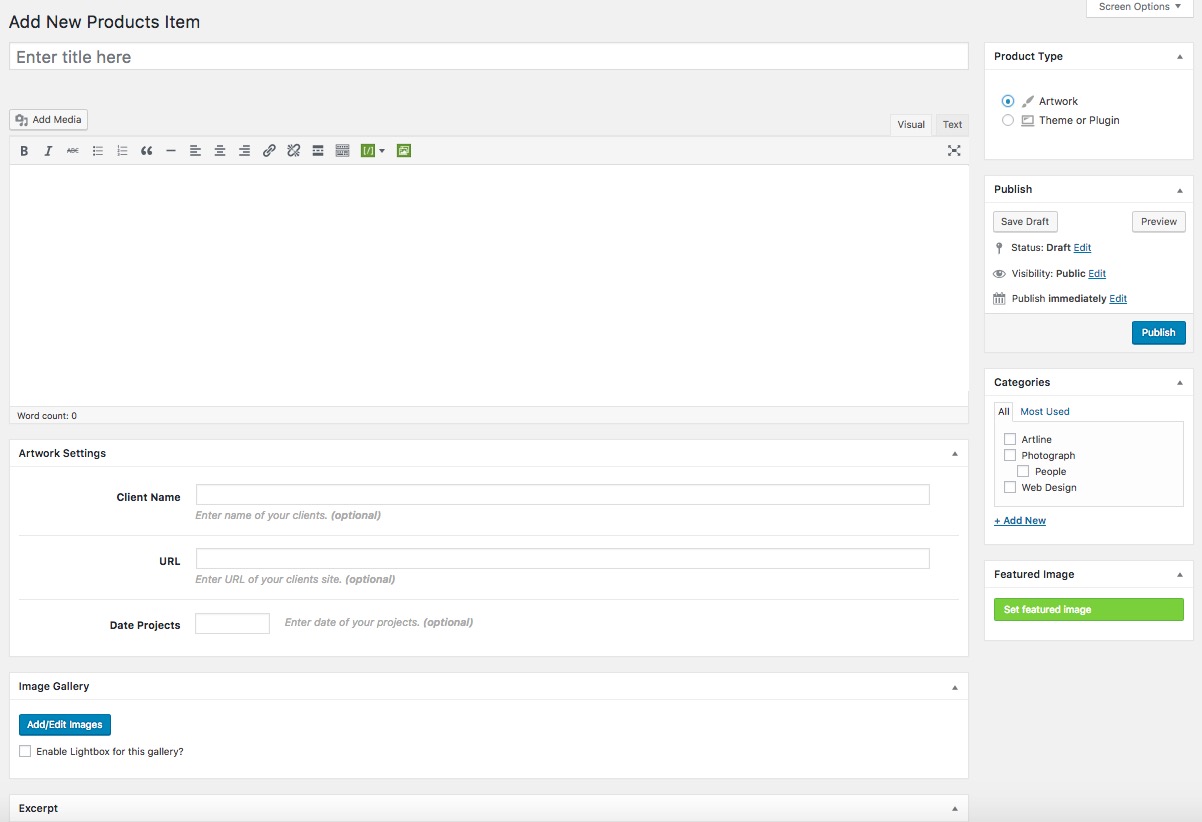 Screen Options
Add New Products Item
Enter title here
Add Media
Visual
Text
B I ABC
Word count: 0
Artwork Settings
Client Name
Enter name of your clients. (optional)
URL
Enter URL of your clients site. (optional)
Date Projects
Enter date of your projects. (optional)
Image Gallery
Add/Edit Images
Enable Lightbox for this gallery?
Excerpt
Product Type
Artwork
Theme or Plugin
Publish
Save Draft
Preview
Status: Draft Edit
Visibility: Public Edit
Publish immediately Edit
Publish
Categories
All
Most Used
Artline
Photograph
People
Web Design
+ Add New
Featured Image
Set featured image